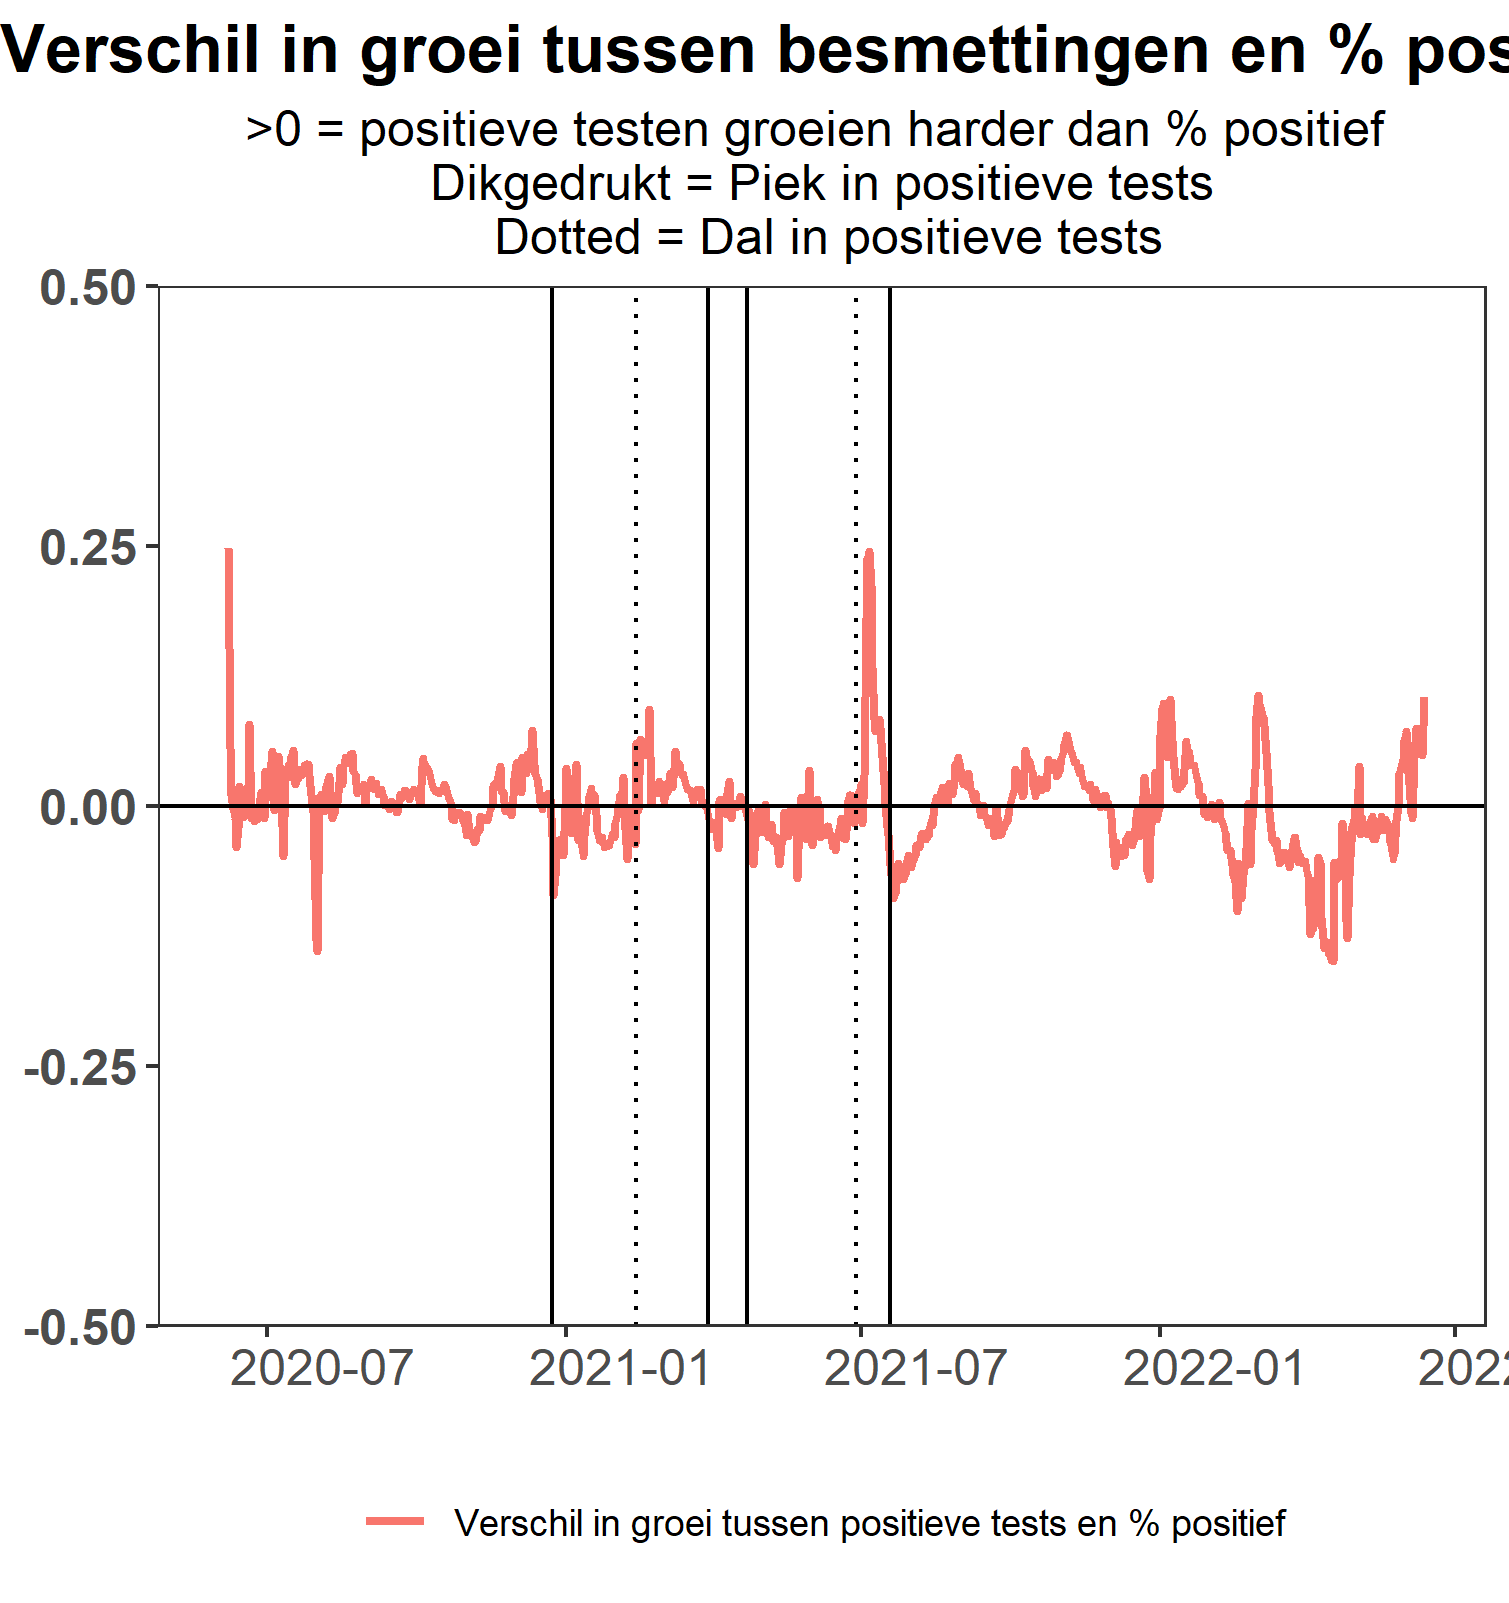 Verschil in groei tussen besmettingen en % pos
>0 = positieve testen groeien harder dan % positief
Dikgedrukt = Piek in positieve tests
Dotted = Dal in positieve tests
0.50
0.25
0.00
-0.25
-0.50
2020-07 2021-01 2021-07 2022-01 2022
Verschil in groei tussen positieve tests en % positief